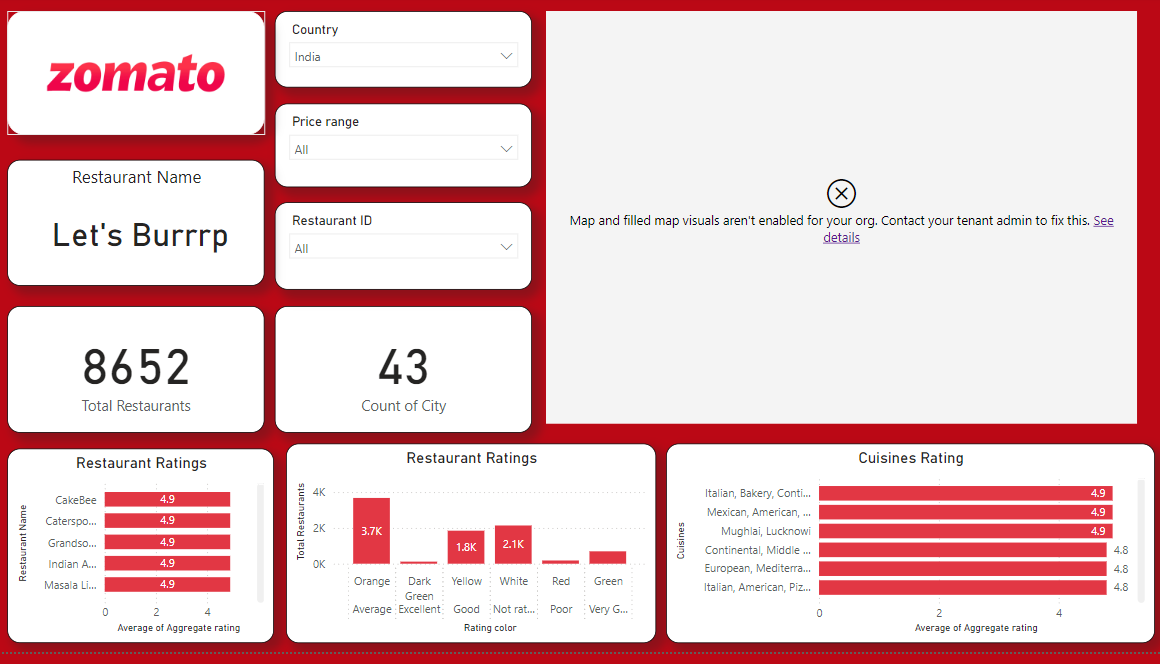 zomato
Country
India
Price range
All
Restaurant ID
All
Restaurant Name
Let's Burrrp
8652
Total Restaurants
43
Count of City
Map and filled map visuals aren't enabled for your org. Contact your tenant admin to fix this. See
details
Restaurant Ratings
Restaurant Name
CakeBee
4.9
Caterspo...
4.9
Grandso...
4.9
Indian A...
4.9
Masala Li...
4.9
0 2 4
Average of Aggregate rating
Restaurant Ratings
Total Restaurants
4K
2K
0K
3.7K
1.8K
2.1K
Orange Dark Yellow White Red Green
Green
Average Excellent Good Not rat... Poor Very G...
Rating color
Cuisines Rating
Cuisines
Italian, Bakery, Conti...
4.9
Mexican, American, ...
4.9
Mughlai, Lucknowi
4.9
Continental, Middle ...
4.8
European, Mediterra...
4.8
Italian, American, Piz...
4.8
0 2 4
Average of Aggregate rating